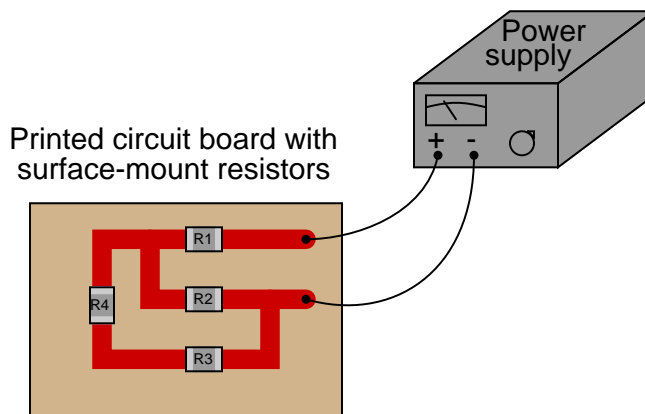 Power
supply
+ -
Printed circuit board with
surface-mount resistors
R1
R4
R2
R3